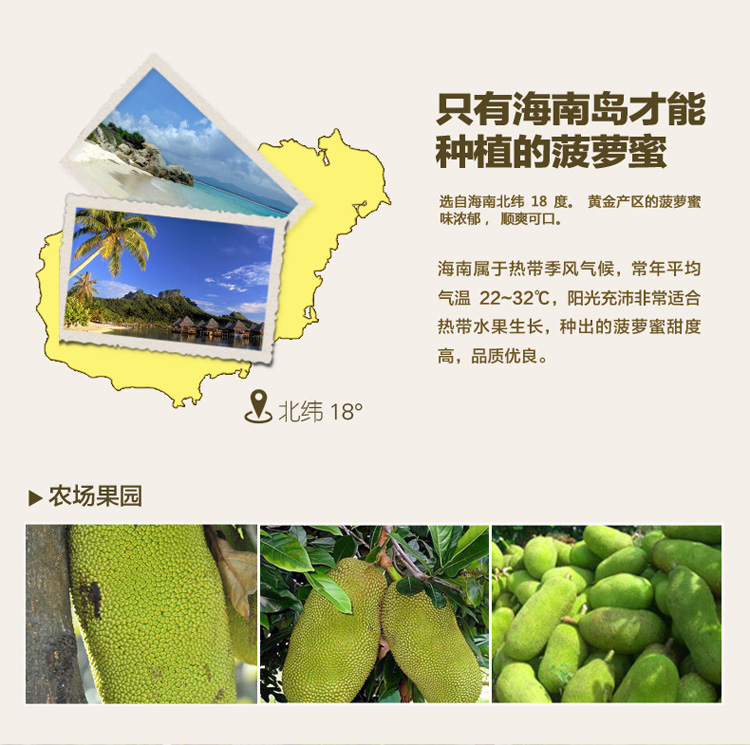 只有海南岛才能
种植的菠萝蜜
选自海南北纬 18 度。 黄金产区的菠萝蜜
味浓郁， 顺爽可口。
海南属于热带季风气候，常年平均
气温 22~32℃，阳光充沛非常适合
热带水果生长，种出的菠萝蜜甜度
高，品质优良。
北纬 18°
农场果园